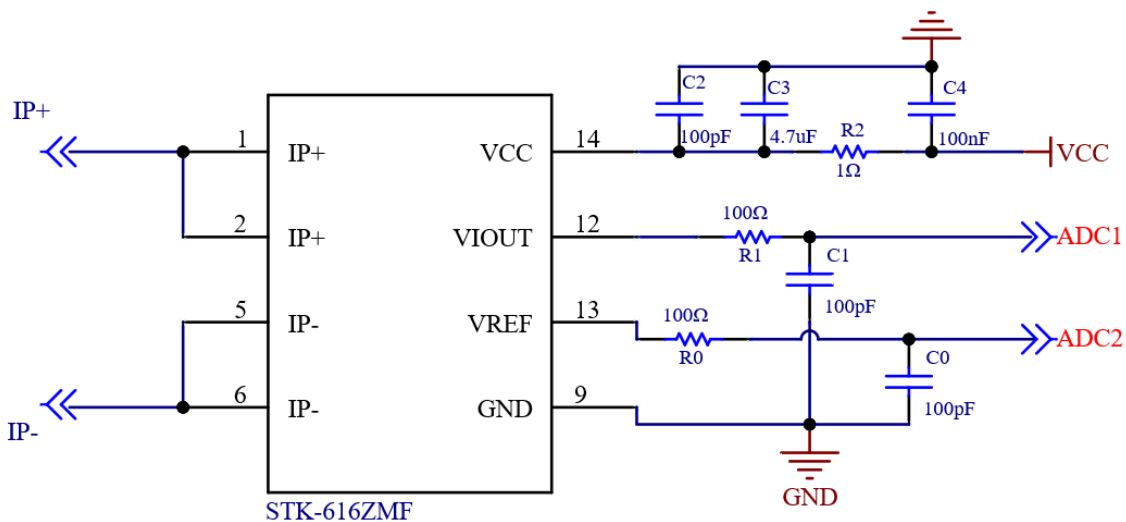 IP+
1
IP+
2
IP+
5
IP-
6
IP-
IP-
VCC
14
VIOUT
12
VREF
13
GND
9
STK-616ZMF
C2
100pF
C3
4.7uF
R2
1Ω
C4
100nF
VCC
100Ω
R1
C1
100pF
ADC1
100Ω
R0
C0
100pF
ADC2
GND